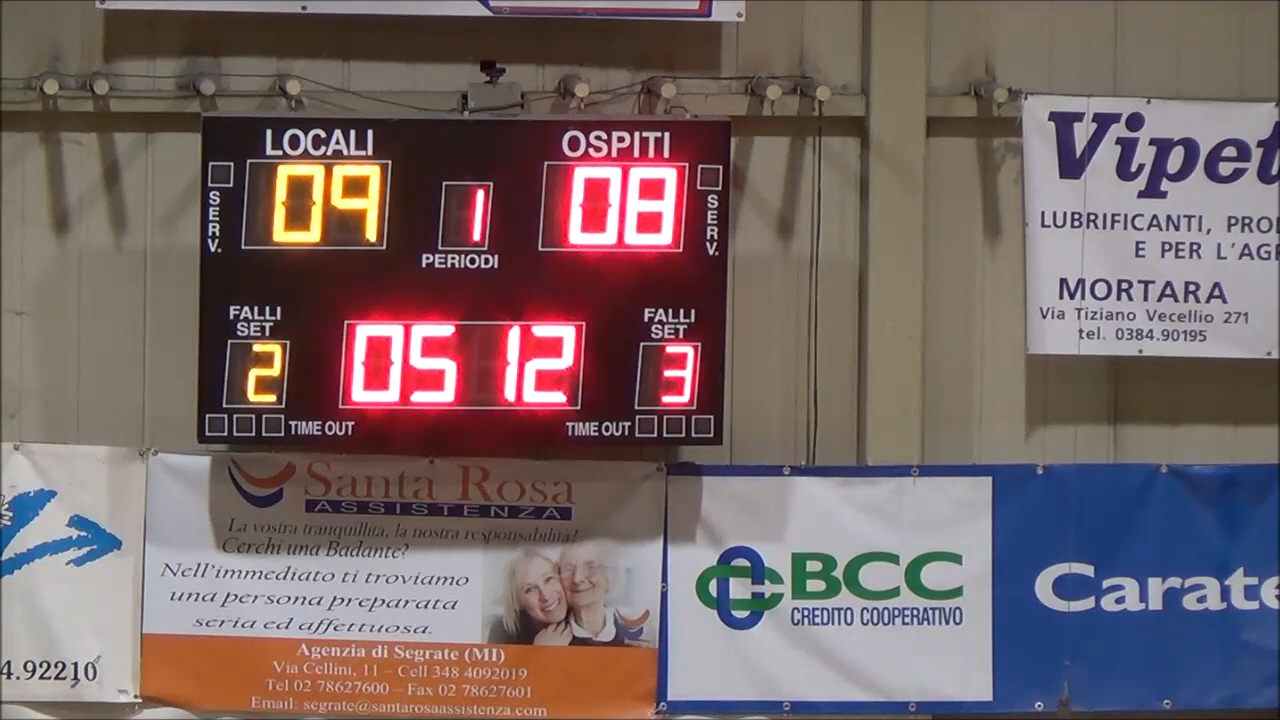 LOCALI
OSPITI
09
1
08
SERV.
SERV.
PERIODI
FALLI
SET
FALLI
SET
2
05 12
3
TIME OUT
TIME OUT
Vipet
LUBRIFICANTI, PROD
E PER L'AGR
MORTARA
Via Tiziano Vecellio 271
tel. 0384.90195
Santa Rosa
ASSISTENZA
La vostra tranquillità, la nostra responsabilità!
Cerchi una Badante?
Nell'immediato ti troviamo
una persona preparata
seria ed affettuosa.
Agenzia di Segrate (MI)
Via Cellini, 11 – Cell 348 4092019
Tel 02 78627600 – Fax 02 78627601
Email: segrate@santarosaassistenza.com
4.92210
BCC
CREDITO COOPERATIVO
Carate